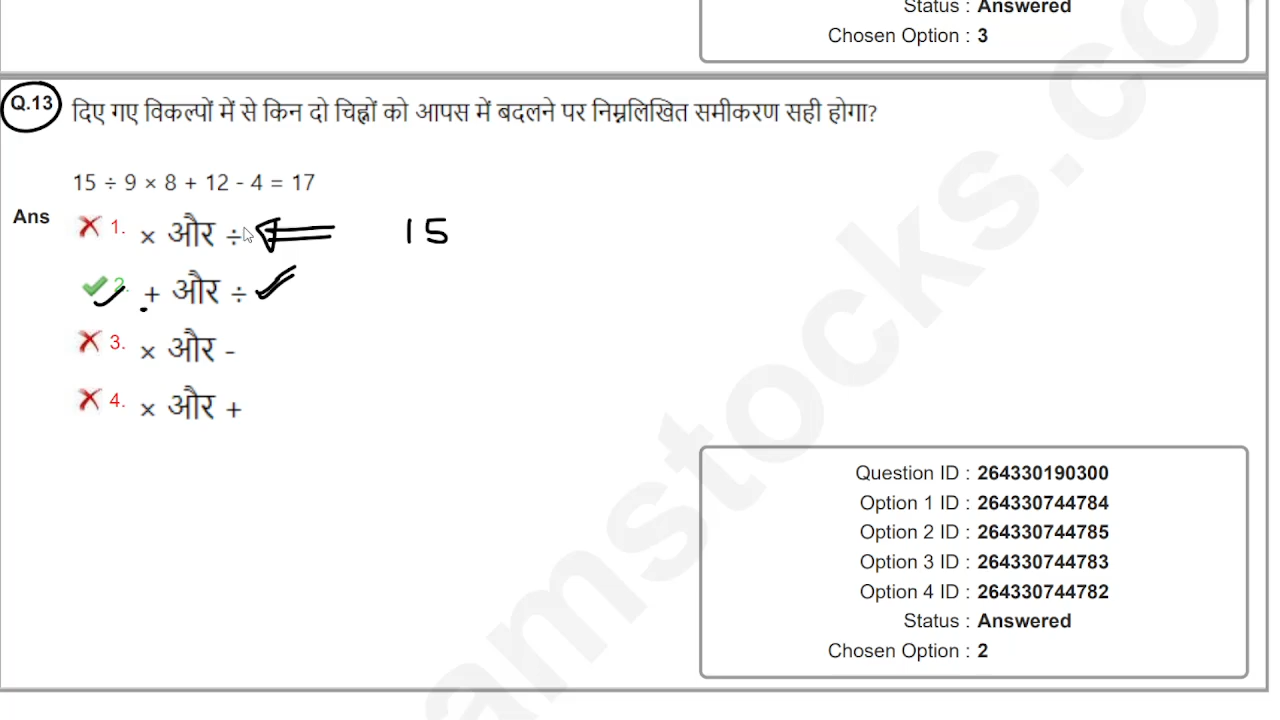 Status : Answered
Chosen Option : 3
Q.13 दिए गए विकल्पों में से किन दो चिह्नों को आपस में बदलने पर निम्नलिखित समीकरण सही होगा?
15 ÷ 9 × 8 + 12 - 4 = 17
Ans
1. × और ÷ 15
2. + और ÷
3. × और -
4. × और +
Question ID : 264330190300
Option 1 ID : 264330744784
Option 2 ID : 264330744785
Option 3 ID : 264330744783
Option 4 ID : 264330744782
Status : Answered
Chosen Option : 2
amstocks.co